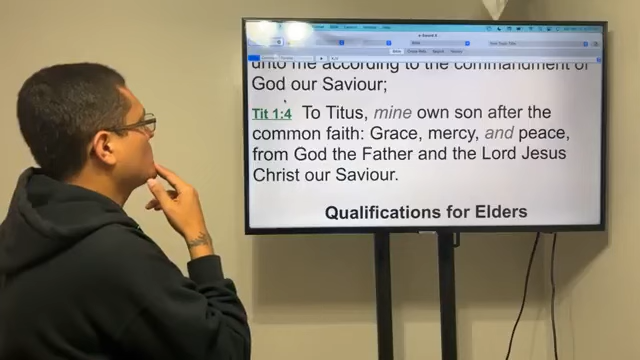 unto me according to the commandment of
God our Saviour;
Tit 1:4 To Titus, mine own son after the
common faith: Grace, mercy, and peace,
from God the Father and the Lord Jesus
Christ our Saviour.
Qualifications for Elders